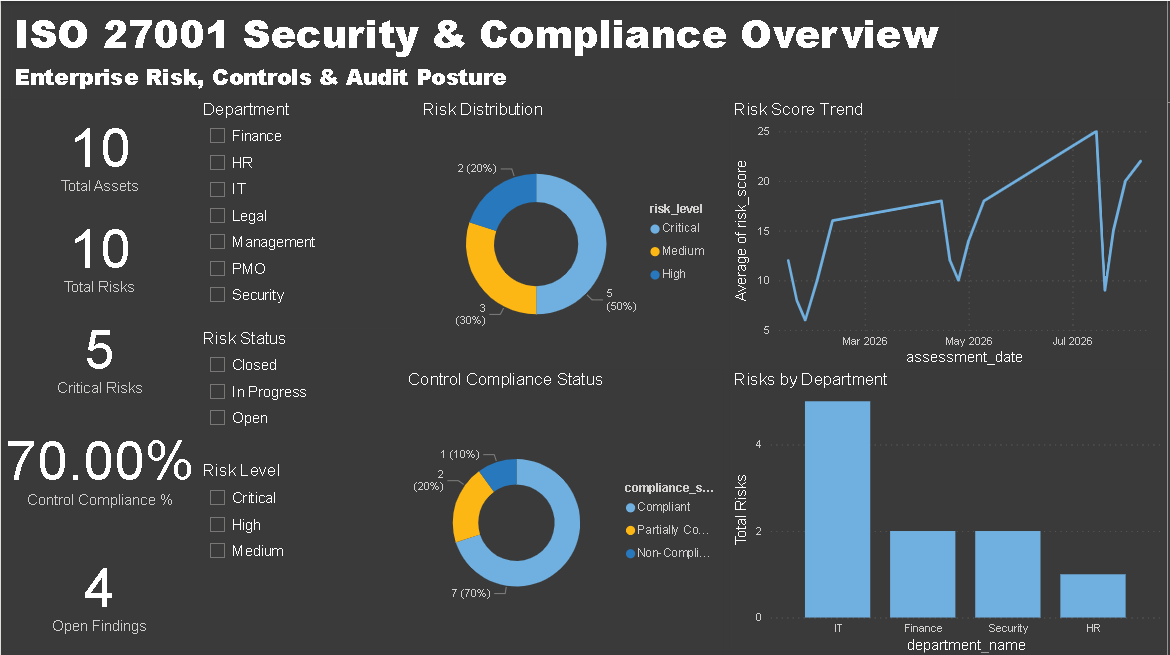 ISO 27001 Security & Compliance Overview
Enterprise Risk, Controls & Audit Posture
10
Total Assets
10
Total Risks
5
Critical Risks
70.00%
Control Compliance %
4
Open Findings
Department
Finance
HR
IT
Legal
Management
PMO
Security
Risk Status
Closed
In Progress
Open
Risk Level
Critical
High
Medium
Risk Distribution
2 (20%)
3
(30%)
5
(50%)
risk_level
Critical
Medium
High
Control Compliance Status
1 (10%)
2
(20%)
7 (70%)
compliance_s...
Compliant
Partially Co...
Non-Compli...
Risk Score Trend
Average of risk_score
25
20
15
10
5
Mar 2026
May 2026
Jul 2026
assessment_date
Risks by Department
Total Risks
4
2
0
IT
Finance
Security
HR
department_name